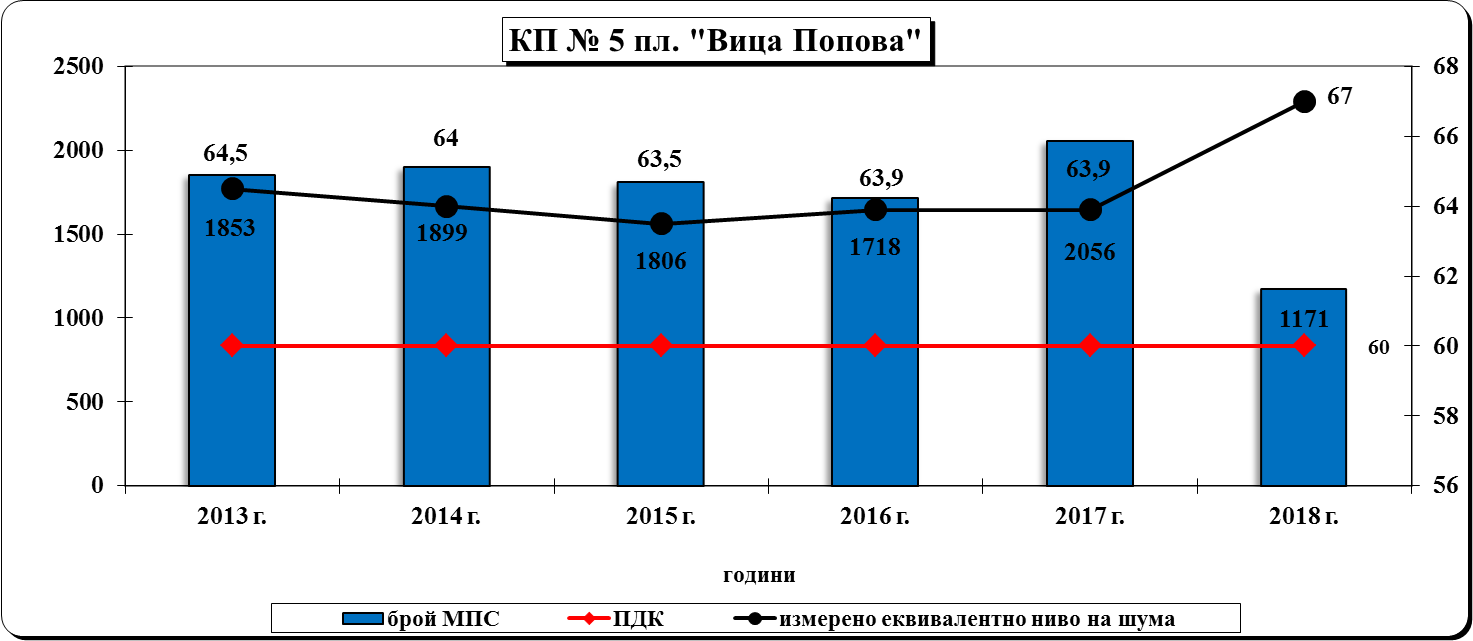 КП № 5 пл. "Вица Попова"
2500
2000
1500
1000
500
0
68
66
64
62
60
58
56
64,5
64
63,5
63,9
63,9
67
1853
1899
1806
1718
2056
1171
60
2013 г.
2014 г.
2015 г.
2016 г.
2017 г.
2018 г.
години
брой МПС
ПДК
измерено еквивалентно ниво на шума